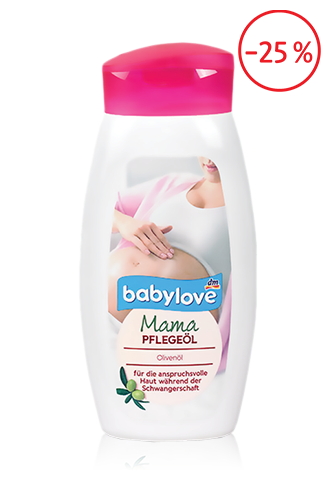 −25 %
dm
babylove
Mama
PFLEGEÖL
Olivenöl
für die anspruchsvolle
Haut während der
Schwangerschaft